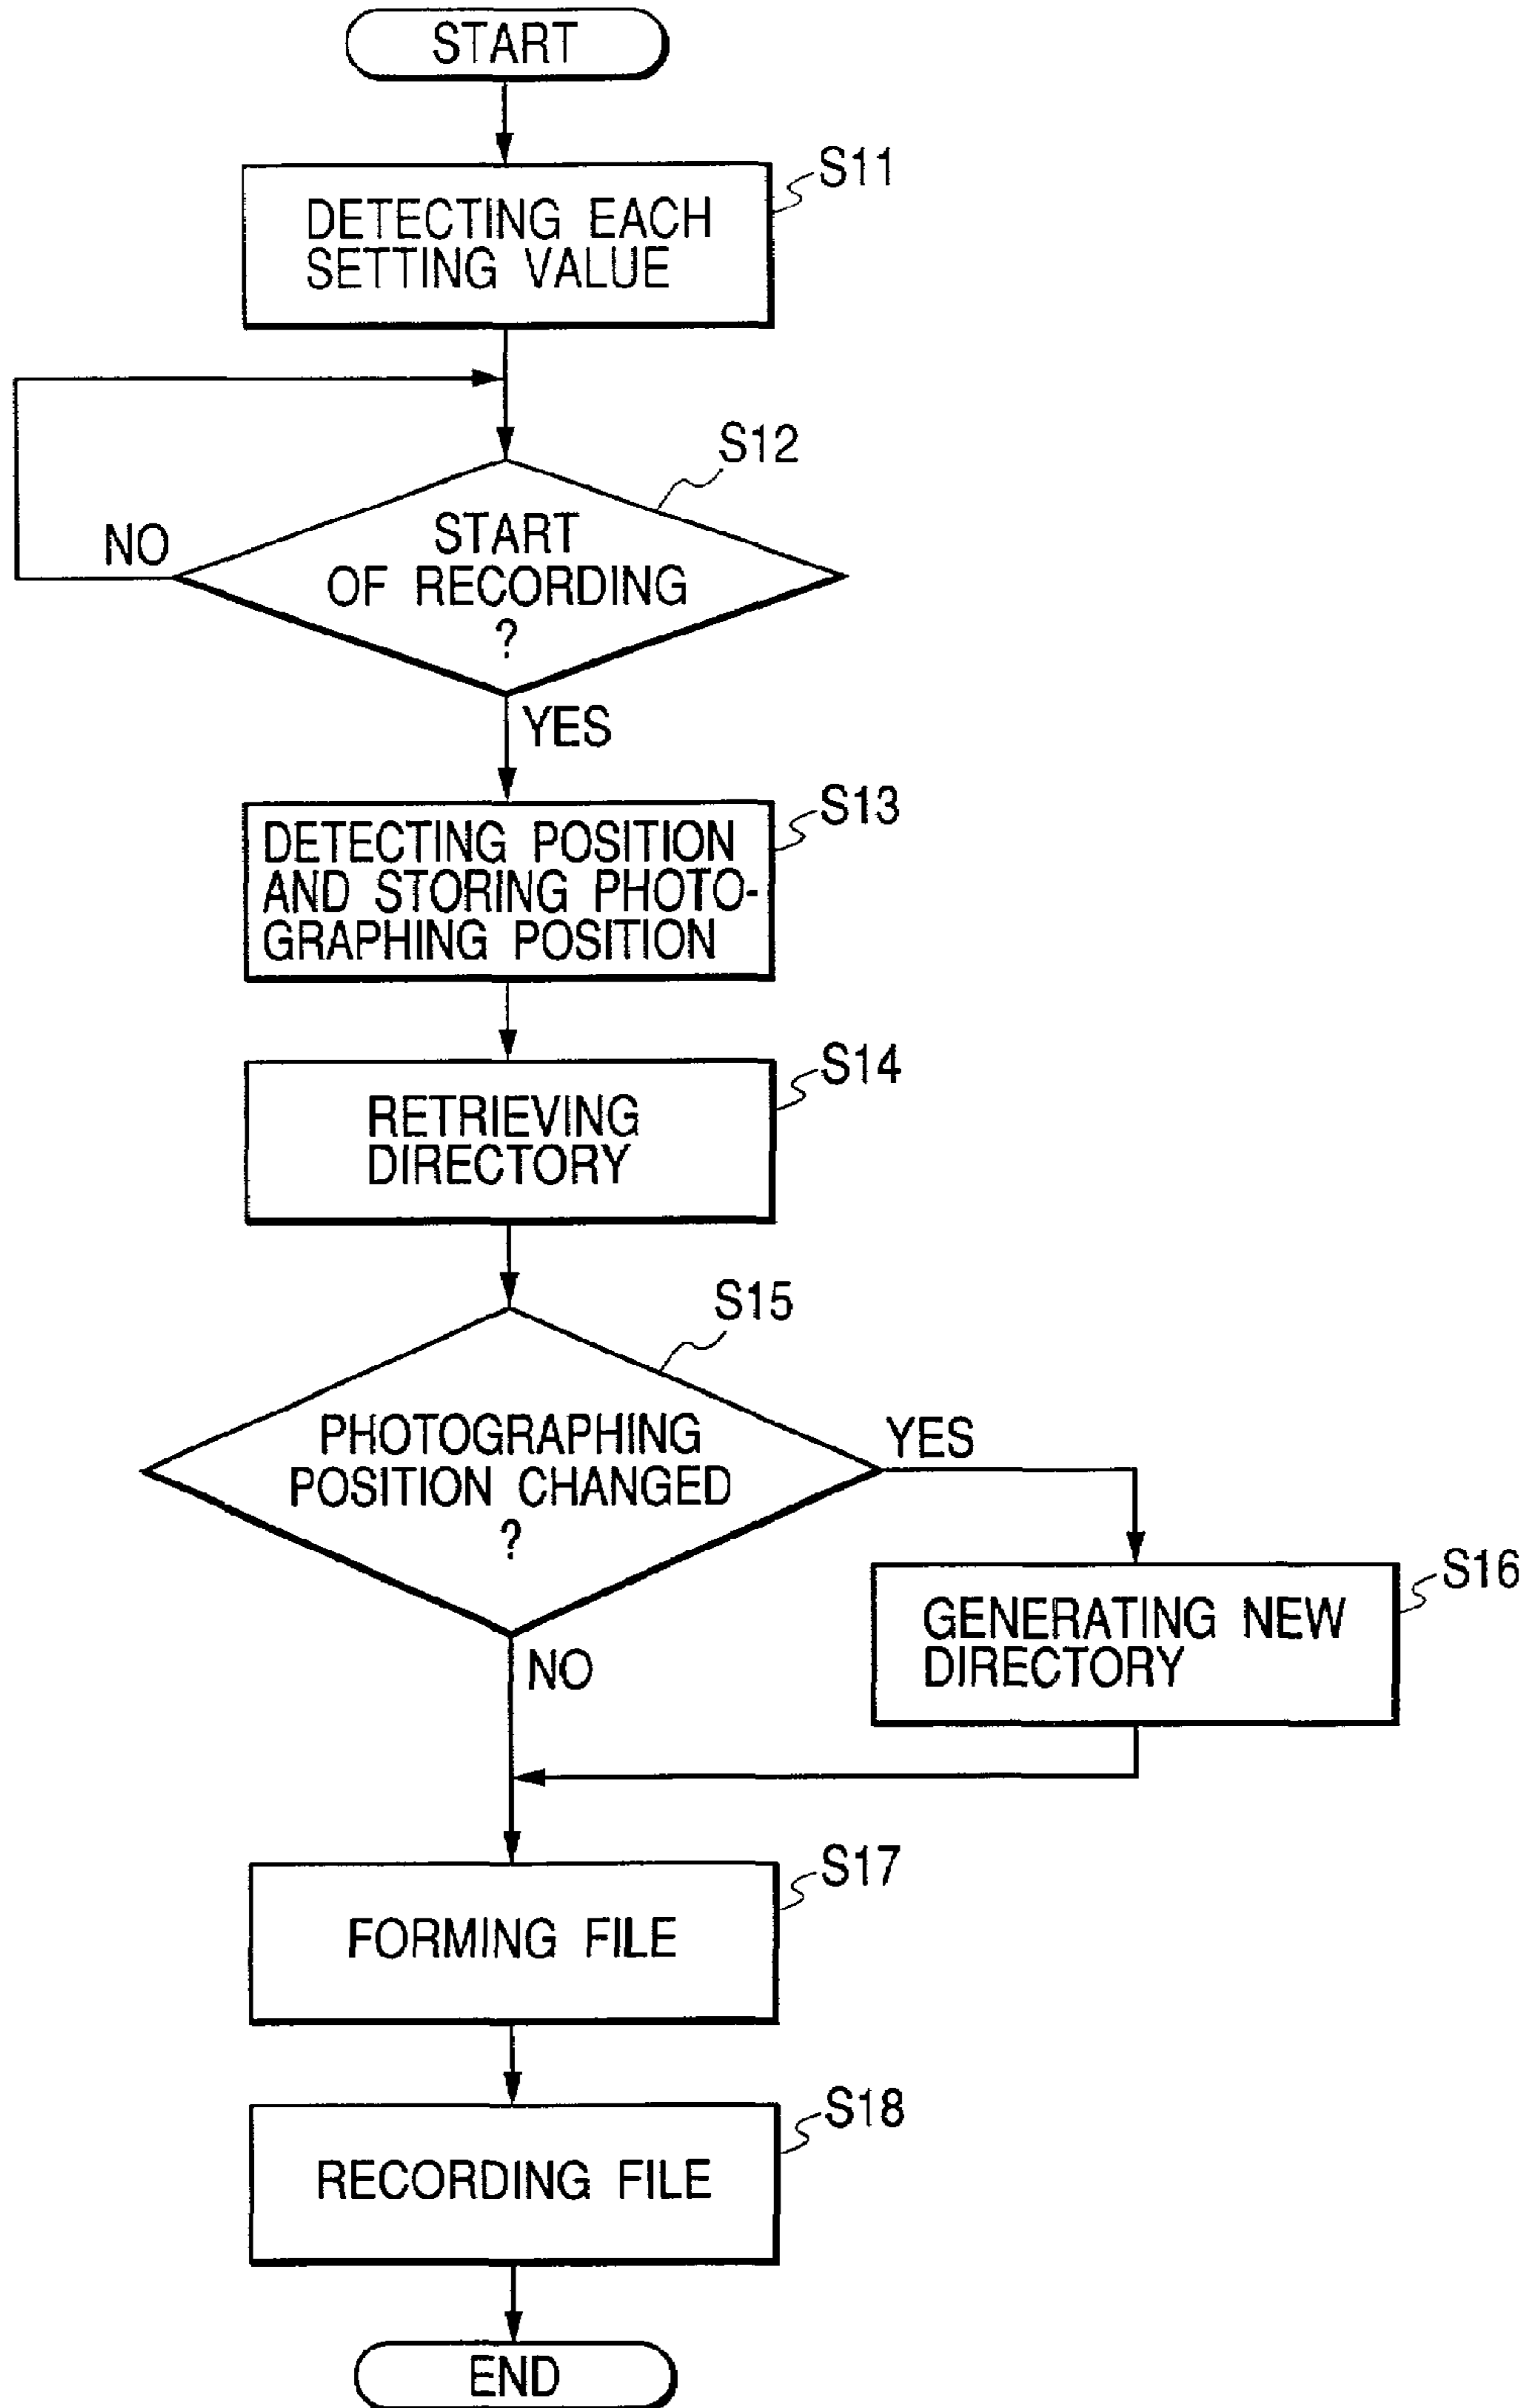 START
S11
DETECTING EACH
SETTING VALUE
S12
START
OF RECORDING
?
NO
YES
S13
DETECTING POSITION
AND STORING PHOTO-
GRAPHING POSITION
S14
RETRIEVING
DIRECTORY
S15
PHOTOGRAPHING
POSITION CHANGED
?
YES
NO
S16
GENERATING NEW
DIRECTORY
S17
FORMING FILE
S18
RECORDING FILE
END